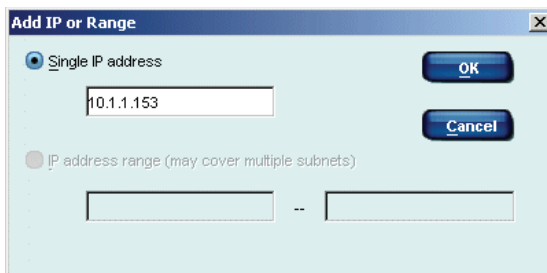 Add IP or Range
Single IP address
OK
10.1.1.153
Cancel
IP address range (may cover multiple subnets)
--